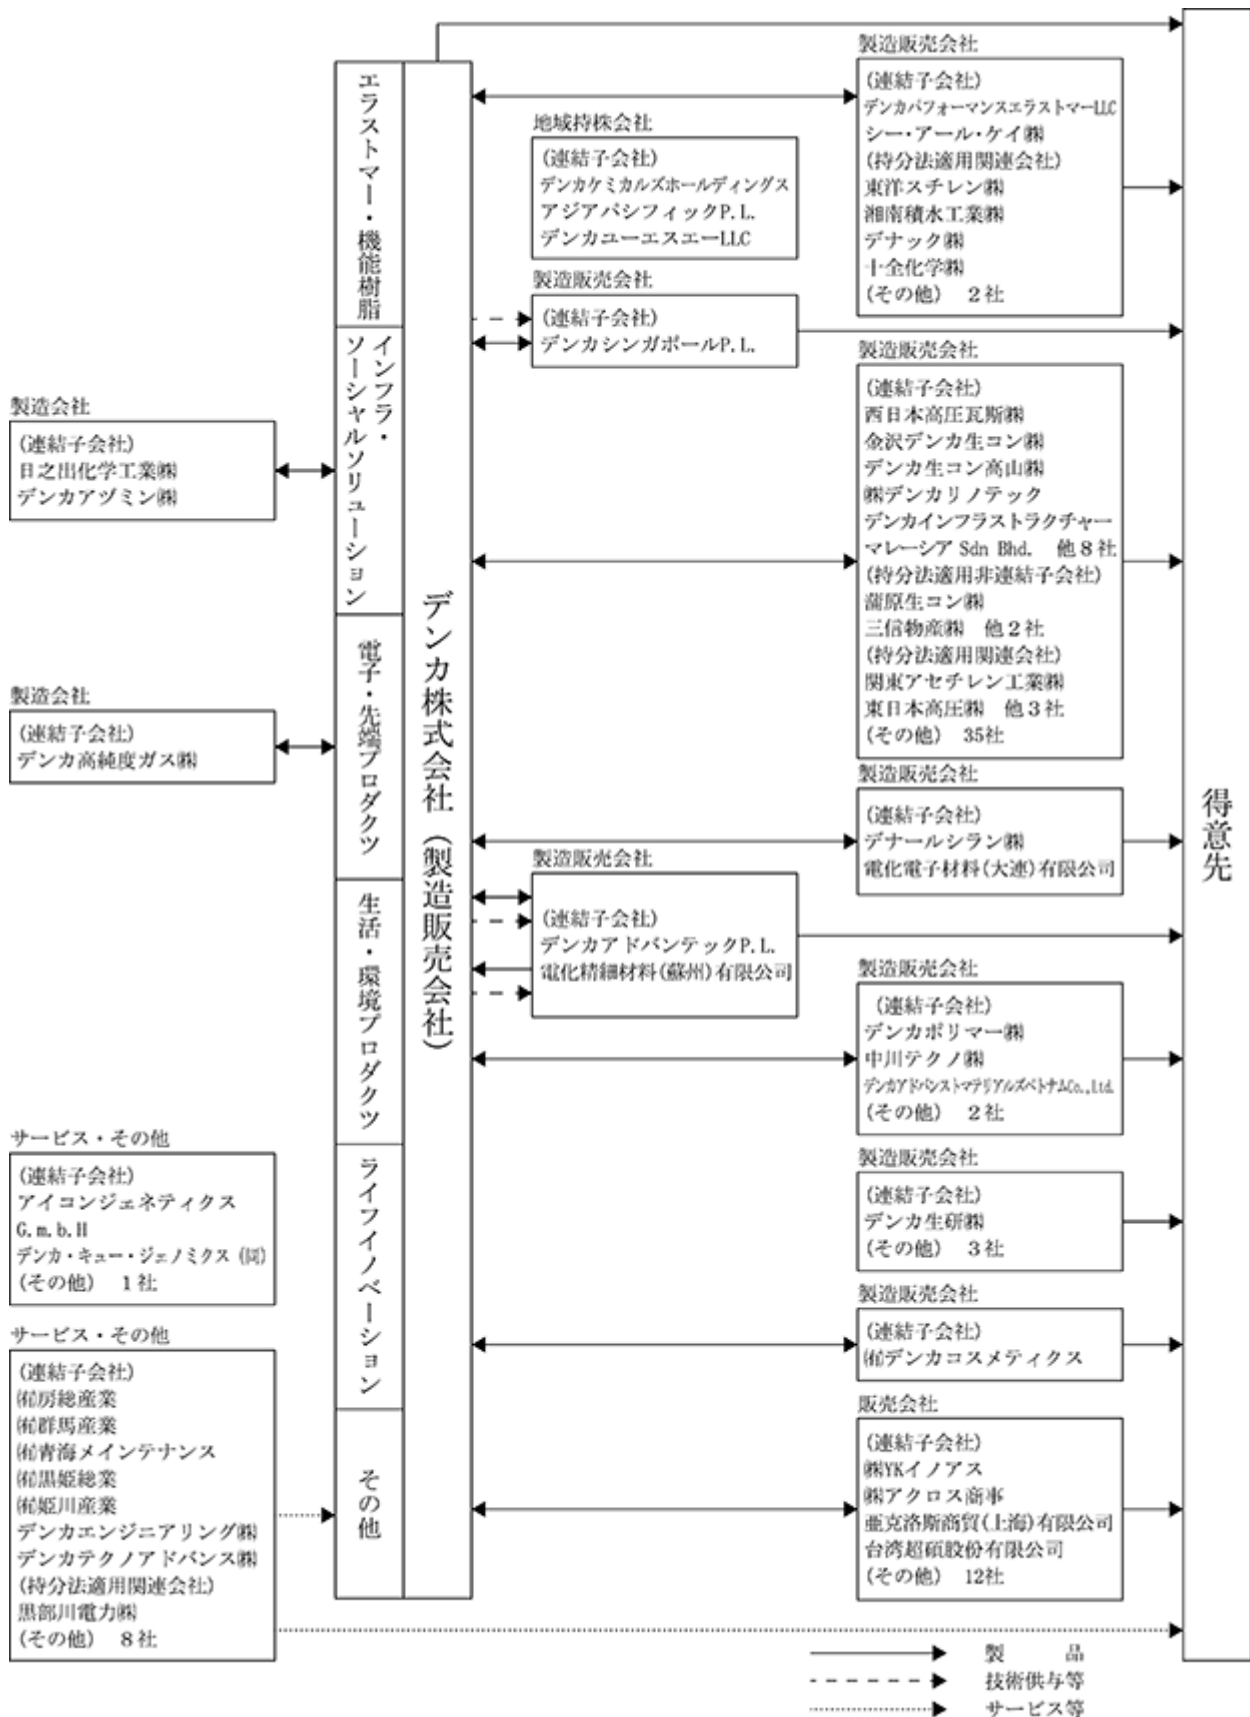 製造会社
(連結子会社)
日之出化学工業㈱
デンカアヅミン㈱
製造会社
(連結子会社)
デンカ高純度ガス㈱
サービス・その他
(連結子会社)
アイコンジェネティクス
G.m.b.H
デンカ・キュー・ジェノミクス (同)
(その他) 1社
サービス・その他
(連結子会社)
㈲房総産業
㈲群馬産業
㈲青海メインテナンス
㈲黒姫総業
㈲姫川産業
デンカエンジニアリング㈱
デンカテクノアドバンス㈱
(持分法適用関連会社)
黒部川電力㈱
(その他) 8社
エラストマー・機能樹脂
インフラ・
ソーシャルソリューション
電子・先端プロダクツ
生活・環境プロダクツ
ライフイノベーション
その他
デンカ株式会社(製造販売会社)
地域持株会社
(連結子会社)
デンカケミカルズホールディングス
アジアパシフィックP.L.
デンカユーエスエーLLC
製造販売会社
(連結子会社)
デンカシンガポールP.L.
製造販売会社
(連結子会社)
デンカアドバンテックP.L.
電化精細材料(蘇州)有限公司
製造販売会社
(連結子会社)
デンカパフォーマンスエラストマーLLC
シー・アール・ケイ㈱
(持分法適用関連会社)
東洋スチレン㈱
湘南積水工業㈱
デナック㈱
十全化学㈱
(その他) 2社
製造販売会社
(連結子会社)
西日本高圧瓦斯㈱
金沢デンカ生コン㈱
デンカ生コン高山㈱
㈱デンカリノテック
デンカインフラストラクチャー
マレーシア Sdn Bhd. 他8社
(持分法適用非連結子会社)
蒲原生コン㈱
三信物産㈱ 他2社
(持分法適用関連会社)
関東アセチレン工業㈱
東日本高圧㈱ 他3社
(その他) 35社
製造販売会社
(連結子会社)
デナールシラン㈱
電化電子材料(大連)有限公司
製造販売会社
(連結子会社)
デンカポリマー㈱
中川テクノ㈱
デンカアドバンストマテリアルズベトナムCo.,Ltd.
(その他) 2社
製造販売会社
(連結子会社)
デンカ生研㈱
(その他) 3社
製造販売会社
(連結子会社)
㈲デンカコスメティクス
販売会社
(連結子会社)
㈱YKイノアス
㈱アクロス商事
亜克洛斯商貿(上海)有限公司
台湾超碩股份有限公司
(その他) 12社
得意先
製 品
技術供与等
サービス等